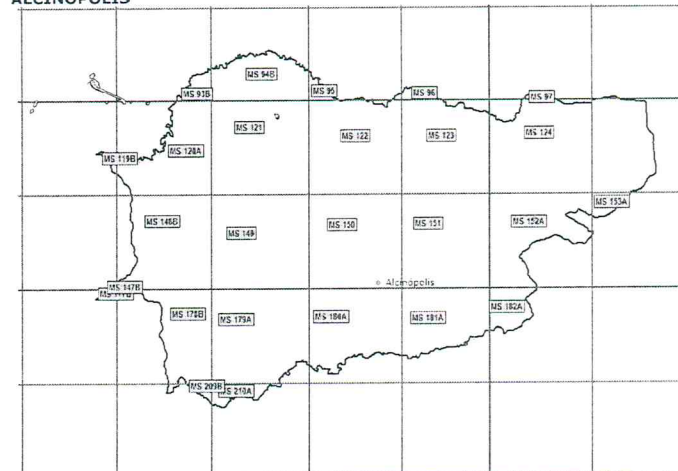 ALCINÓPOLIS
MS 94B
MS 93B
MS 95
MS 96
MS 97
MS 121
MS 122
MS 123
MS 124
MS 120A
MS 119B
MS 153A
MS 148B
MS 149
MS 150
MS 151
MS 152A
Alcinópolis
MS 147B
MS 178B
MS 179A
MS 180A
MS 181A
MS 182A
MS 209B
MS 210A